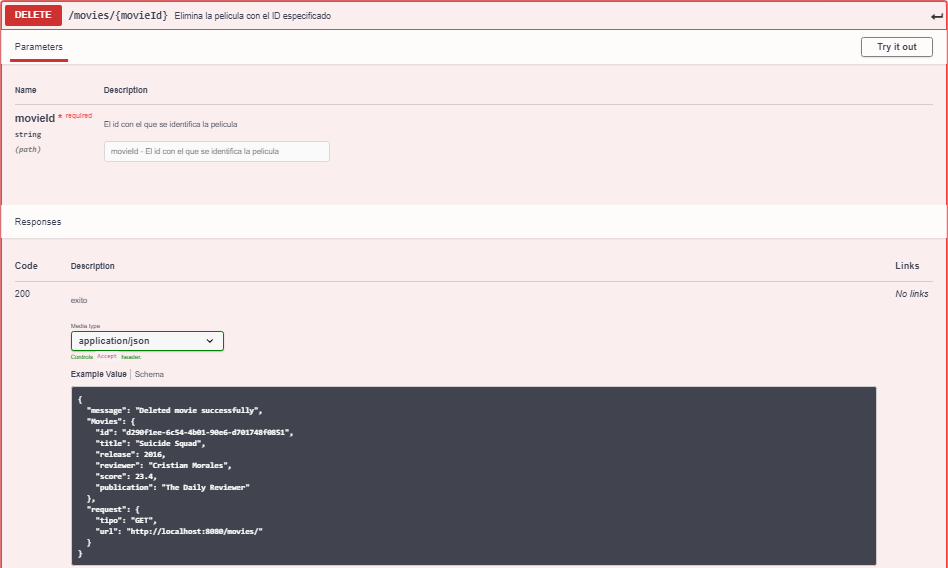 DELETE /movies/{movieId} Elimina la pelicula con el ID especificado
Parameters Try it out
Name Description
movieId * required El id con el que se identifica la pelicula
string
(path)
movieId - El id con el que se identifica la pelicula
Responses
Code Description Links
200 exito No links
Media type
application/json
Controls Accept header.
Example Value Schema
{
"message": "Deleted movie successfully",
"Movies": {
"id": "d290f1ee-6c54-4b01-90e6-d701748f0851",
"title": "Suicide Squad",
"release": 2016,
"reviewer": "Cristian Morales",
"score": 23.4,
"publication": "The Daily Reviewer"
},
"request": {
"tipo": "GET",
"url": "http://localhost:8080/movies/"
}
}